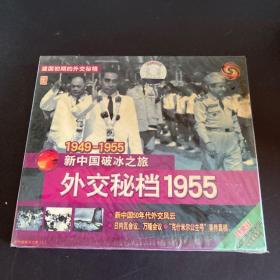 建国初期的外交秘档
1949-1955
新中国破冰之旅
外交秘档1955
·新中国50年代外交风云
·日内瓦会议、万隆会议·“克什米尔公主号”事件真相